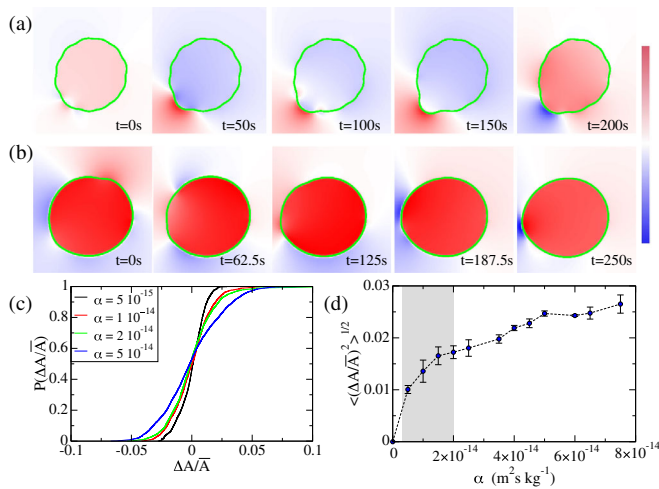 (a)
t=0s
t=50s
t=100s
t=150s
t=200s
(b)
t=0s
t=62.5s
t=125s
t=187.5s
t=250s
(c)
α = 5 10⁻¹⁵
α = 1 10⁻¹⁴
α = 2 10⁻¹⁴
α = 5 10⁻¹⁴
P(ΔA/A̅)
1.0
0.8
0.6
0.4
0.2
0
-0.05
0
0.05
0.1
ΔA/A̅
(d)
<(ΔA/A̅)²>^1/2
0.03
0.02
0.01
0
0
2×10⁻¹⁴
4×10⁻¹⁴
6×10⁻¹⁴
8×10⁻¹⁴
α (m²s kg⁻¹)